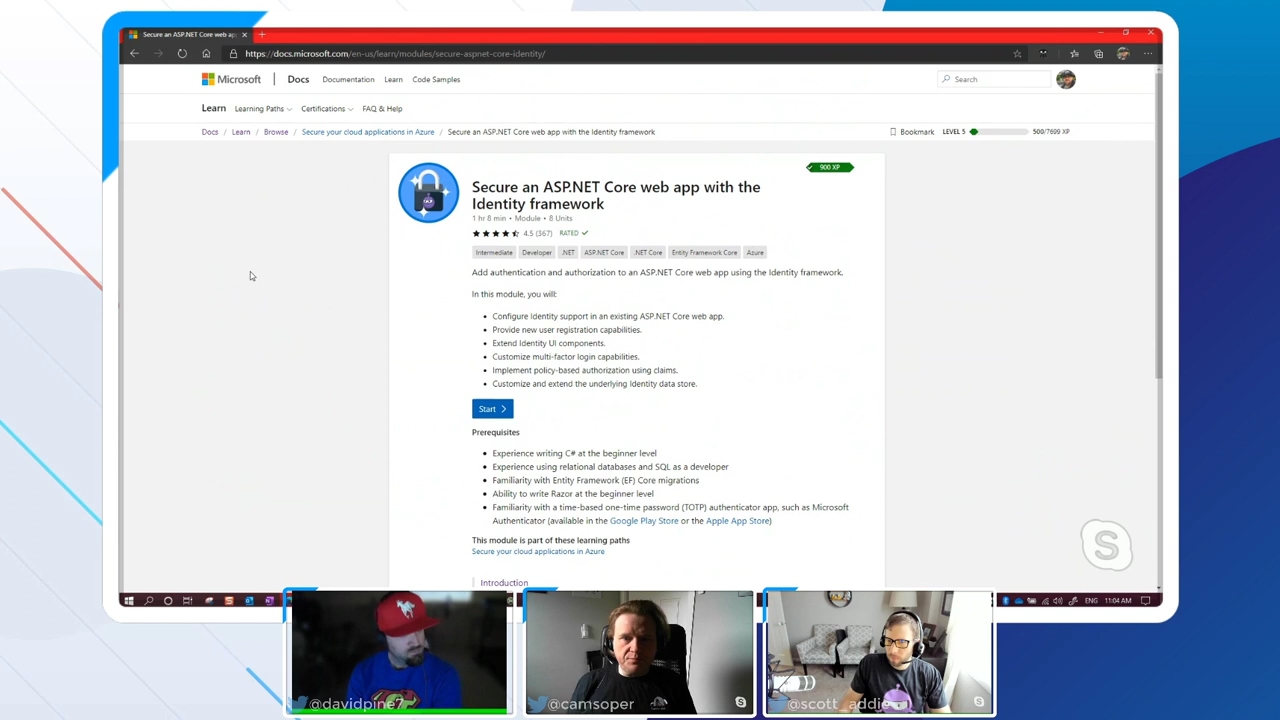 Secure an ASP.NET Core web ap
https://docs.microsoft.com/en-us/learn/modules/secure-aspnet-core-identity/
Microsoft Docs Documentation Learn Code Samples Search
Learn Learning Paths Certifications FAQ & Help
Docs / Learn / Browse / Secure your cloud applications in Azure / Secure an ASP.NET Core web app with the Identity framework Bookmark LEVEL 5 500/7699 XP
900 XP
Secure an ASP.NET Core web app with the
Identity framework
1 hr 8 min • Module • 8 Units
4.5 (367) RATED
Intermediate Developer .NET ASP.NET Core .NET Core Entity Framework Core Azure
Add authentication and authorization to an ASP.NET Core web app using the Identity framework.
In this module, you will:
• Configure Identity support in an existing ASP.NET Core web app.
• Provide new user registration capabilities.
• Extend Identity UI components.
• Customize multi-factor login capabilities.
• Implement policy-based authorization using claims.
• Customize and extend the underlying Identity data store.
Start
Prerequisites
• Experience writing C# at the beginner level
• Experience using relational databases and SQL as a developer
• Familiarity with Entity Framework (EF) Core migrations
• Ability to write Razor at the beginner level
• Familiarity with a time-based one-time password (TOTP) authenticator app, such as Microsoft
Authenticator (available in the Google Play Store or the Apple App Store)
This module is part of these learning paths
Secure your cloud applications in Azure
Introduction
ENG 11:04 AM
@davidpine7
@camsoper
@scott_addie